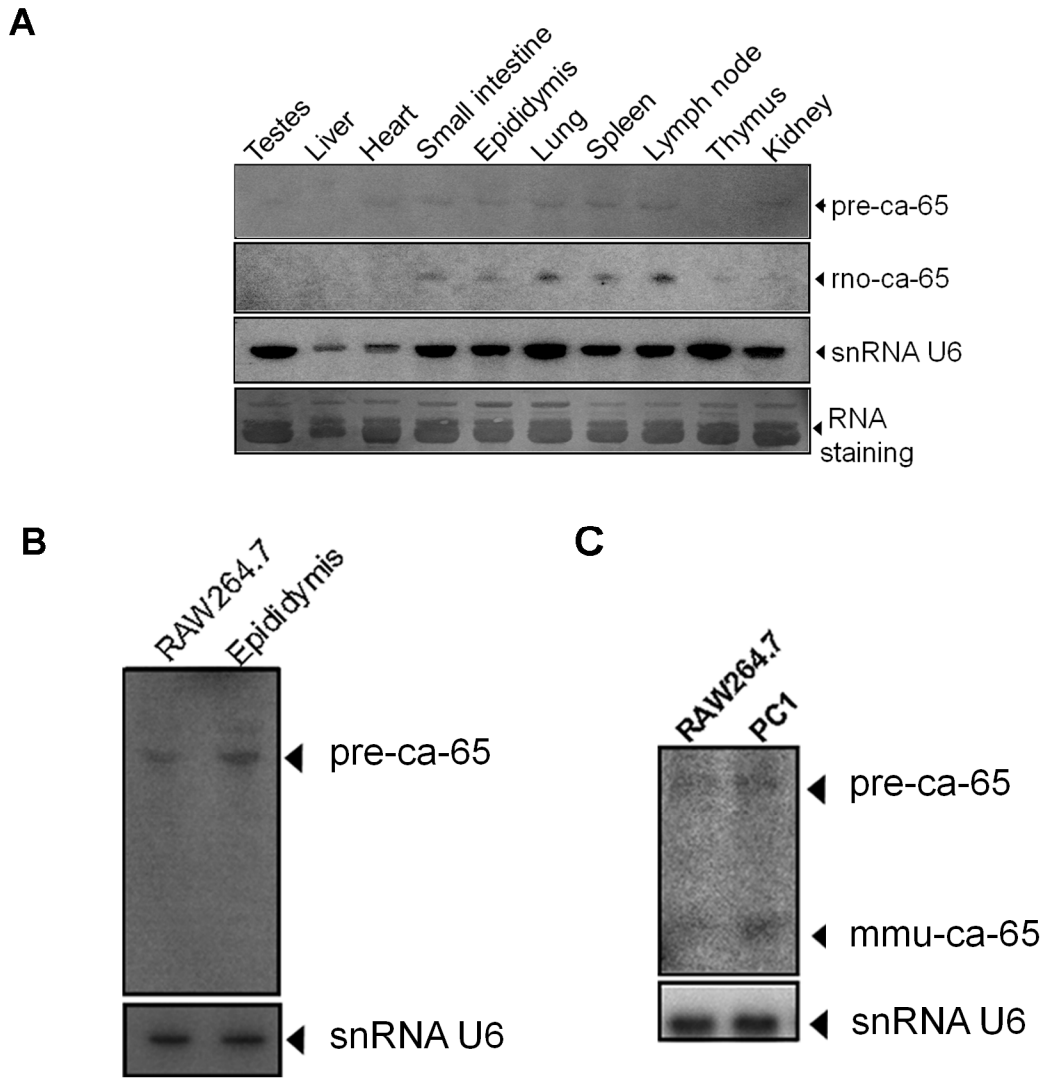 A
Testes
Liver
Heart
Small intestine
Epididymis
Lung
Spleen
Lymph node
Thymus
Kidney
pre-ca-65
rno-ca-65
snRNA U6
RNA
staining
B
RAW264.7
Epididymis
pre-ca-65
snRNA U6
C
RAW264.7
PC1
pre-ca-65
mmu-ca-65
snRNA U6